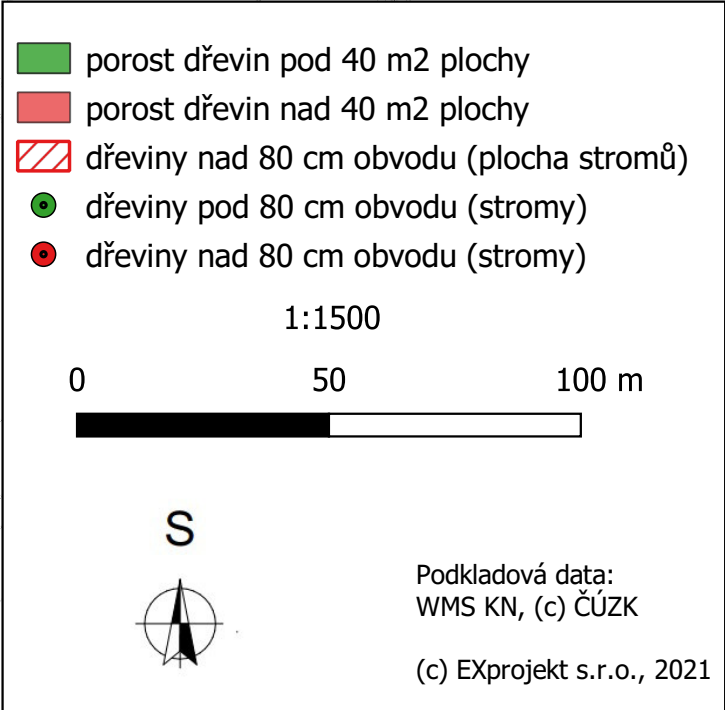 porost dřevin pod 40 m2 plochy
porost dřevin nad 40 m2 plochy
dřeviny nad 80 cm obvodu (plocha stromů)
dřeviny pod 80 cm obvodu (stromy)
dřeviny nad 80 cm obvodu (stromy)
1:1500
0 50 100 m
S
Podkladová data:
WMS KN, (c) ČÚZK
(c) EXprojekt s.r.o., 2021